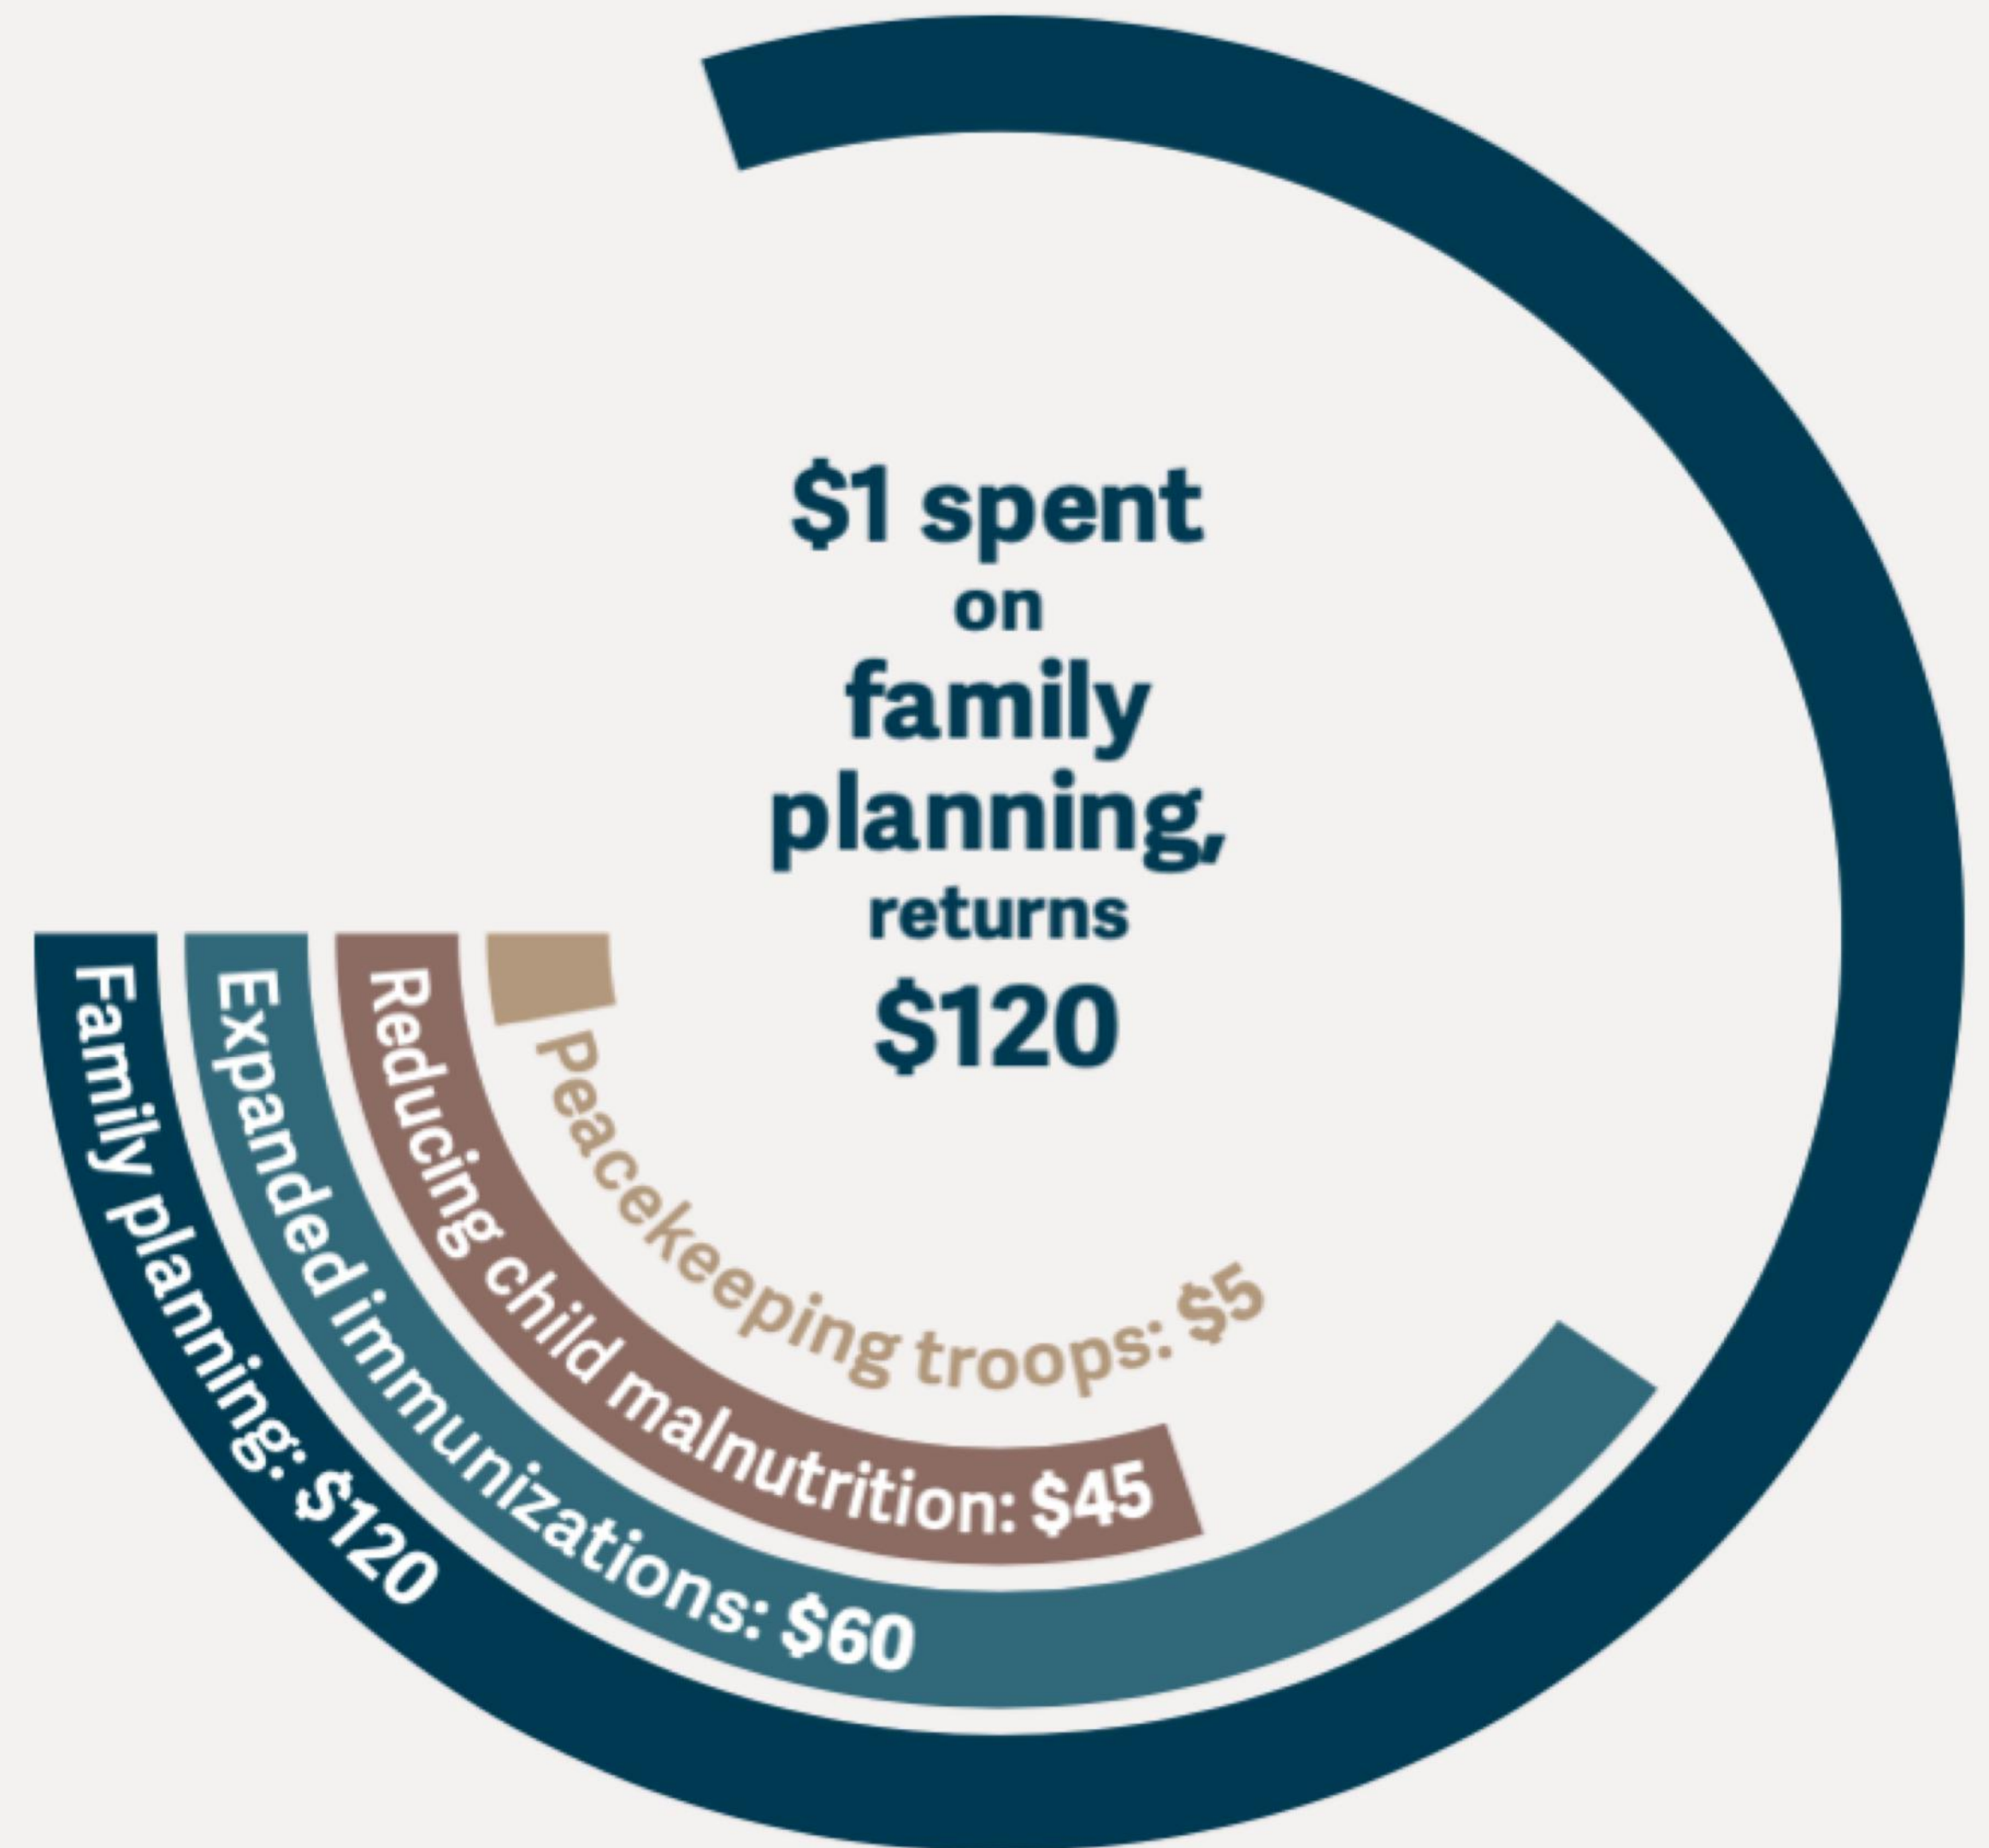 $1 spent
on
family
planning,
returns
$120
Family planning: $120
Expanded immunizations: $60
Reducing child malnutrition: $45
Peacekeeping troops: $5